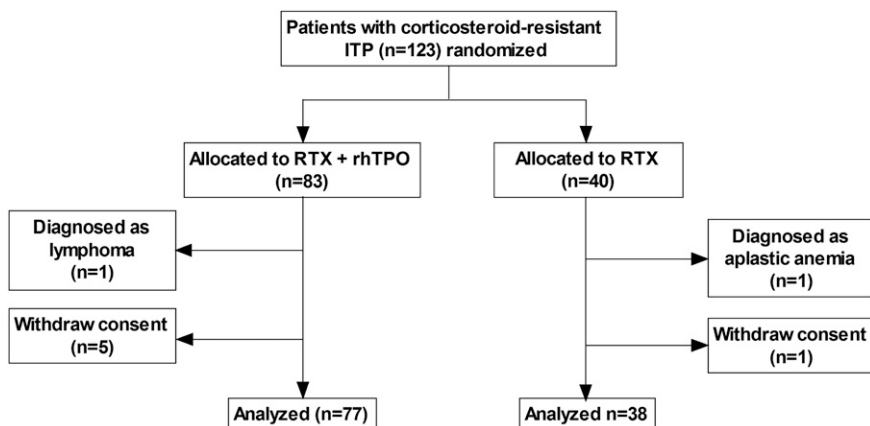 Patients with corticosteroid-resistant
ITP (n=123) randomized
Allocated to RTX + rhTPO
(n=83)
Allocated to RTX
(n=40)
Diagnosed as
lymphoma
(n=1)
Diagnosed as
aplastic anemia
(n=1)
Withdraw consent
(n=5)
Withdraw consent
(n=1)
Analyzed (n=77)
Analyzed n=38